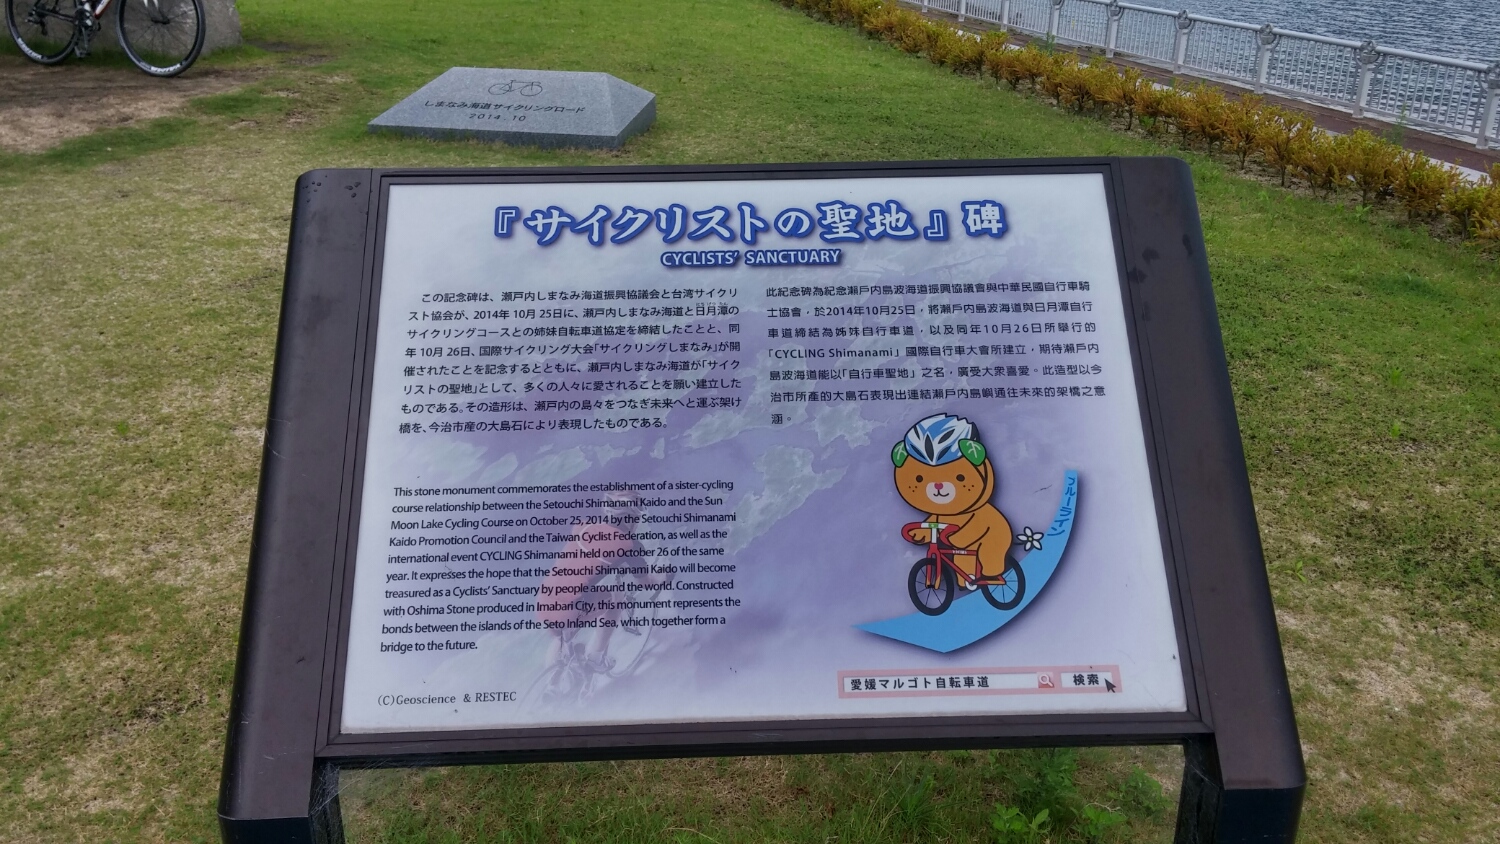 しまなみ海道サイクリングロード
2014.10
『サイクリストの聖地』碑
CYCLISTS' SANCTUARY
この記念碑は、瀬戸内しまなみ海道振興協議会と台湾サイクリ
スト協会が、2014年10月25日に、瀬戸内しまなみ海道と日月潭の
サイクリングコースとの姉妹自転車道協定を締結したことと、同
年10月26日、国際サイクリング大会「サイクリングしまなみ」が開
催されたことを記念するとともに、瀬戸内しまなみ海道が「サイク
リストの聖地」として、多くの人々に愛されることを願い建立した
ものである。その造形は、瀬戸内の島々をつなぎ未来へと運ぶ架け
橋を、今治市産の大島石により表現したものである。
此紀念碑為紀念瀨戶內島波海道振興協議會與中華民國自行車騎
士協會，於2014年10月25日，將瀨戶內島波海道與日月潭自行
車道締結為姊妹自行車道，以及同年10月26日所舉行的
「CYCLING Shimanami」國際自行車大會所建立，期待瀨戶內
島波海道能以「自行車聖地」之名，廣受大衆喜愛。此造型以今
治市所產的大島石表現出連結瀨戶內島嶼通往未來的架橋之意
涵。
This stone monument commemorates the establishment of a sister-cycling
course relationship between the Setouchi Shimanami Kaido and the Sun
Moon Lake Cycling Course on October 25, 2014 by the Setouchi Shimanami
Kaido Promotion Council and the Taiwan Cyclist Federation, as well as the
international event CYCLING Shimanami held on October 26 of the same
year. It expresses the hope that the Setouchi Shimanami Kaido will become
treasured as a Cyclists' Sanctuary by people around the world. Constructed
with Oshima Stone produced in Imabari City, this monument represents the
bonds between the islands of the Seto Inland Sea, which together form a
bridge to the future.
ブルーライン
(C)Geoscience & RESTEC
愛媛マルゴト自転車道 検索